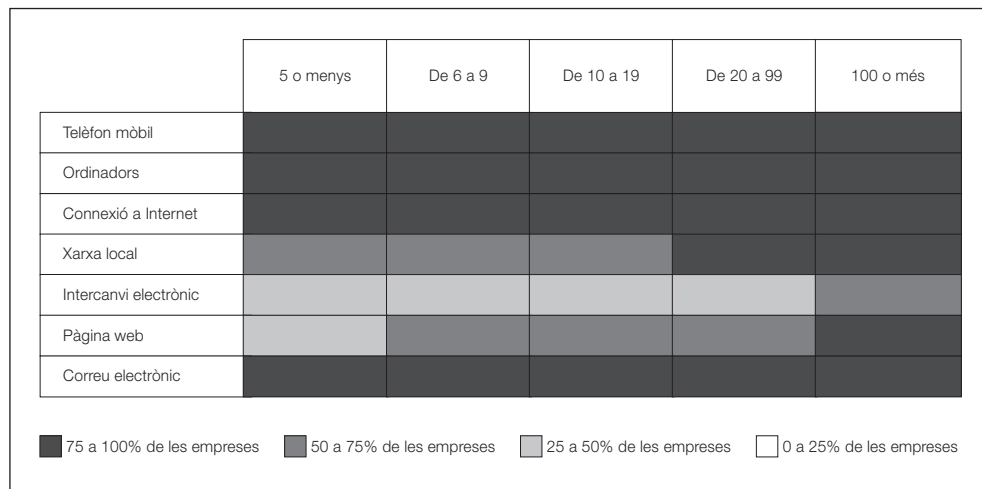 5 o menys De 6 a 9 De 10 a 19 De 20 a 99 100 o més
Telèfon mòbil
Ordinadors
Connexió a Internet
Xarxa local
Intercanvi electrònic
Pàgina web
Correu electrònic
75 a 100% de les empreses 50 a 75% de les empreses 25 a 50% de les empreses 0 a 25% de les empreses